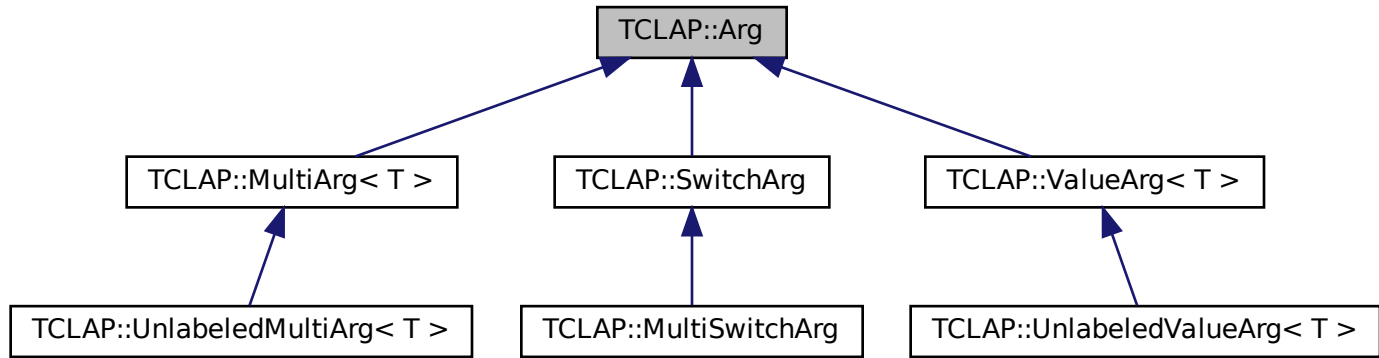 TCLAP::Arg
TCLAP::MultiArg< T >
TCLAP::SwitchArg
TCLAP::ValueArg< T >
TCLAP::UnlabeledMultiArg< T >
TCLAP::MultiSwitchArg
TCLAP::UnlabeledValueArg< T >